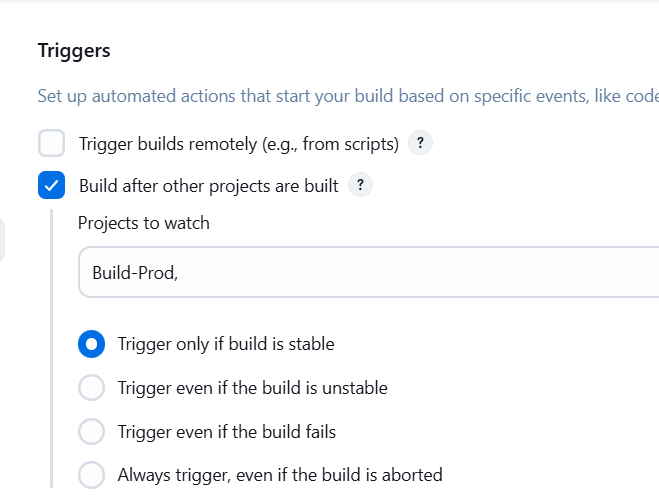 Triggers
Set up automated actions that start your build based on specific events, like code
Trigger builds remotely (e.g., from scripts) ?
Build after other projects are built ?
Projects to watch
Build-Prod,
Trigger only if build is stable
Trigger even if the build is unstable
Trigger even if the build fails
Always trigger, even if the build is aborted